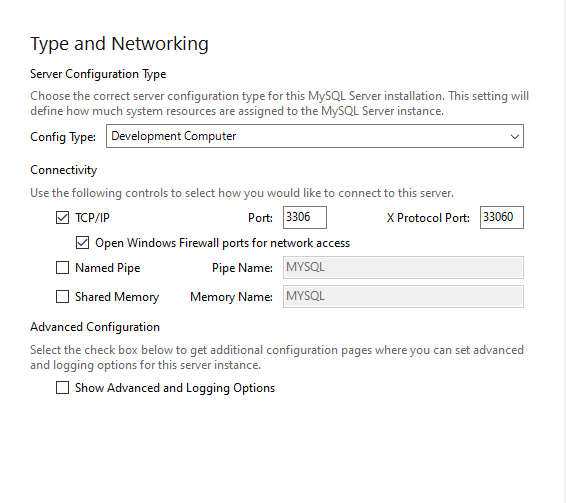 Type and Networking
Server Configuration Type
Choose the correct server configuration type for this MySQL Server installation. This setting will
define how much system resources are assigned to the MySQL Server instance.
Config Type: Development Computer
Connectivity
Use the following controls to select how you would like to connect to this server.
TCP/IP Port: 3306 X Protocol Port: 33060
Open Windows Firewall ports for network access
Named Pipe Pipe Name: MYSQL
Shared Memory Memory Name: MYSQL
Advanced Configuration
Select the check box below to get additional configuration pages where you can set advanced
and logging options for this server instance.
Show Advanced and Logging Options